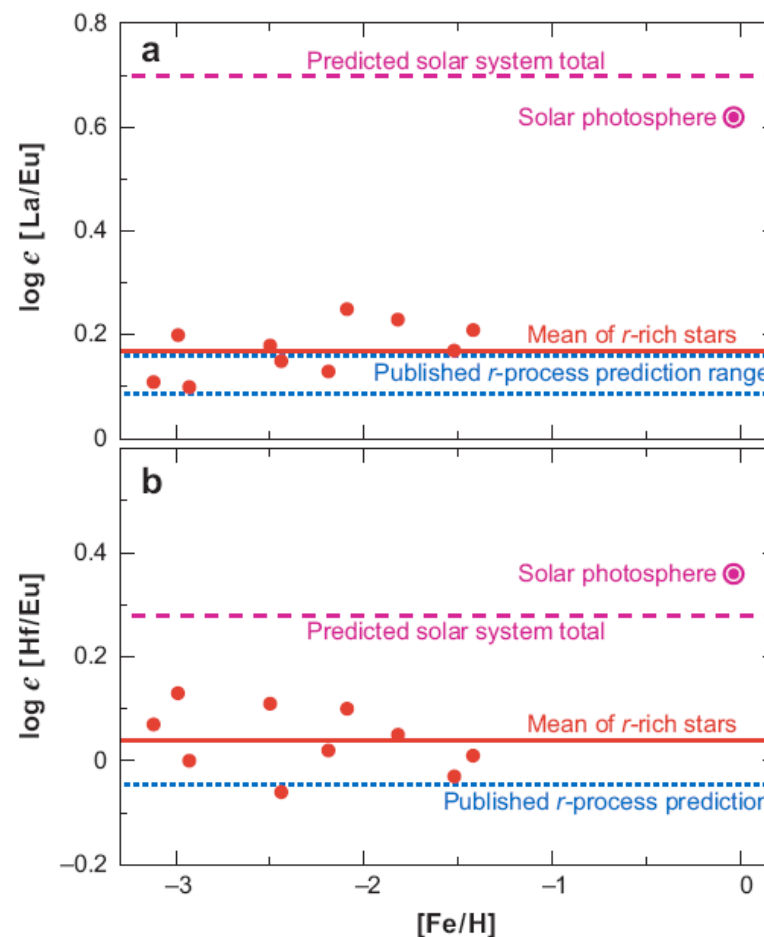 a
0.8
0.6
0.4
0.2
0
log ϵ [La/Eu]
Predicted solar system total
Solar photosphere
Mean of r-rich stars
Published r-process prediction range
b
0.4
0.2
0
–0.2
log ϵ [Hf/Eu]
Solar photosphere
Predicted solar system total
Mean of r-rich stars
Published r-process prediction
–3 –2 –1 0
[Fe/H]